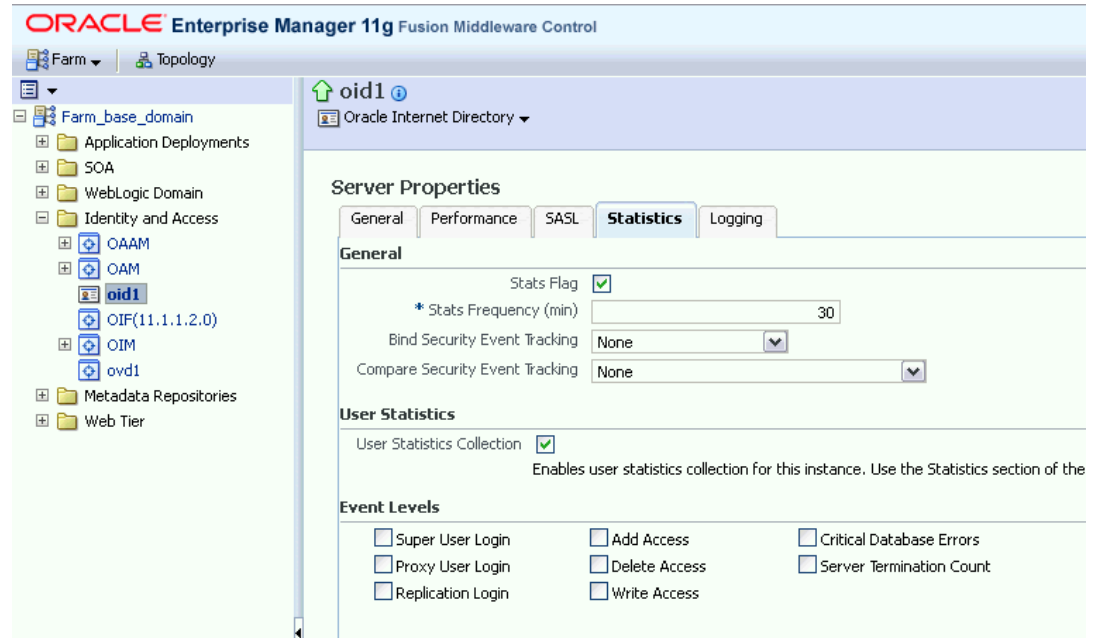 ORACLE Enterprise Manager 11g Fusion Middleware Control
Farm Topology
Farm_base_domain
Application Deployments
SOA
WebLogic Domain
Identity and Access
OAAM
OAM
oid1
OIF(11.1.1.2.0)
OIM
ovd1
Metadata Repositories
Web Tier
oid1
Oracle Internet Directory
Server Properties
General Performance SASL Statistics Logging
General
Stats Flag
* Stats Frequency (min) 30
Bind Security Event Tracking None
Compare Security Event Tracking None
User Statistics
User Statistics Collection
Enables user statistics collection for this instance. Use the Statistics section of the
Event Levels
Super User Login Add Access Critical Database Errors
Proxy User Login Delete Access Server Termination Count
Replication Login Write Access